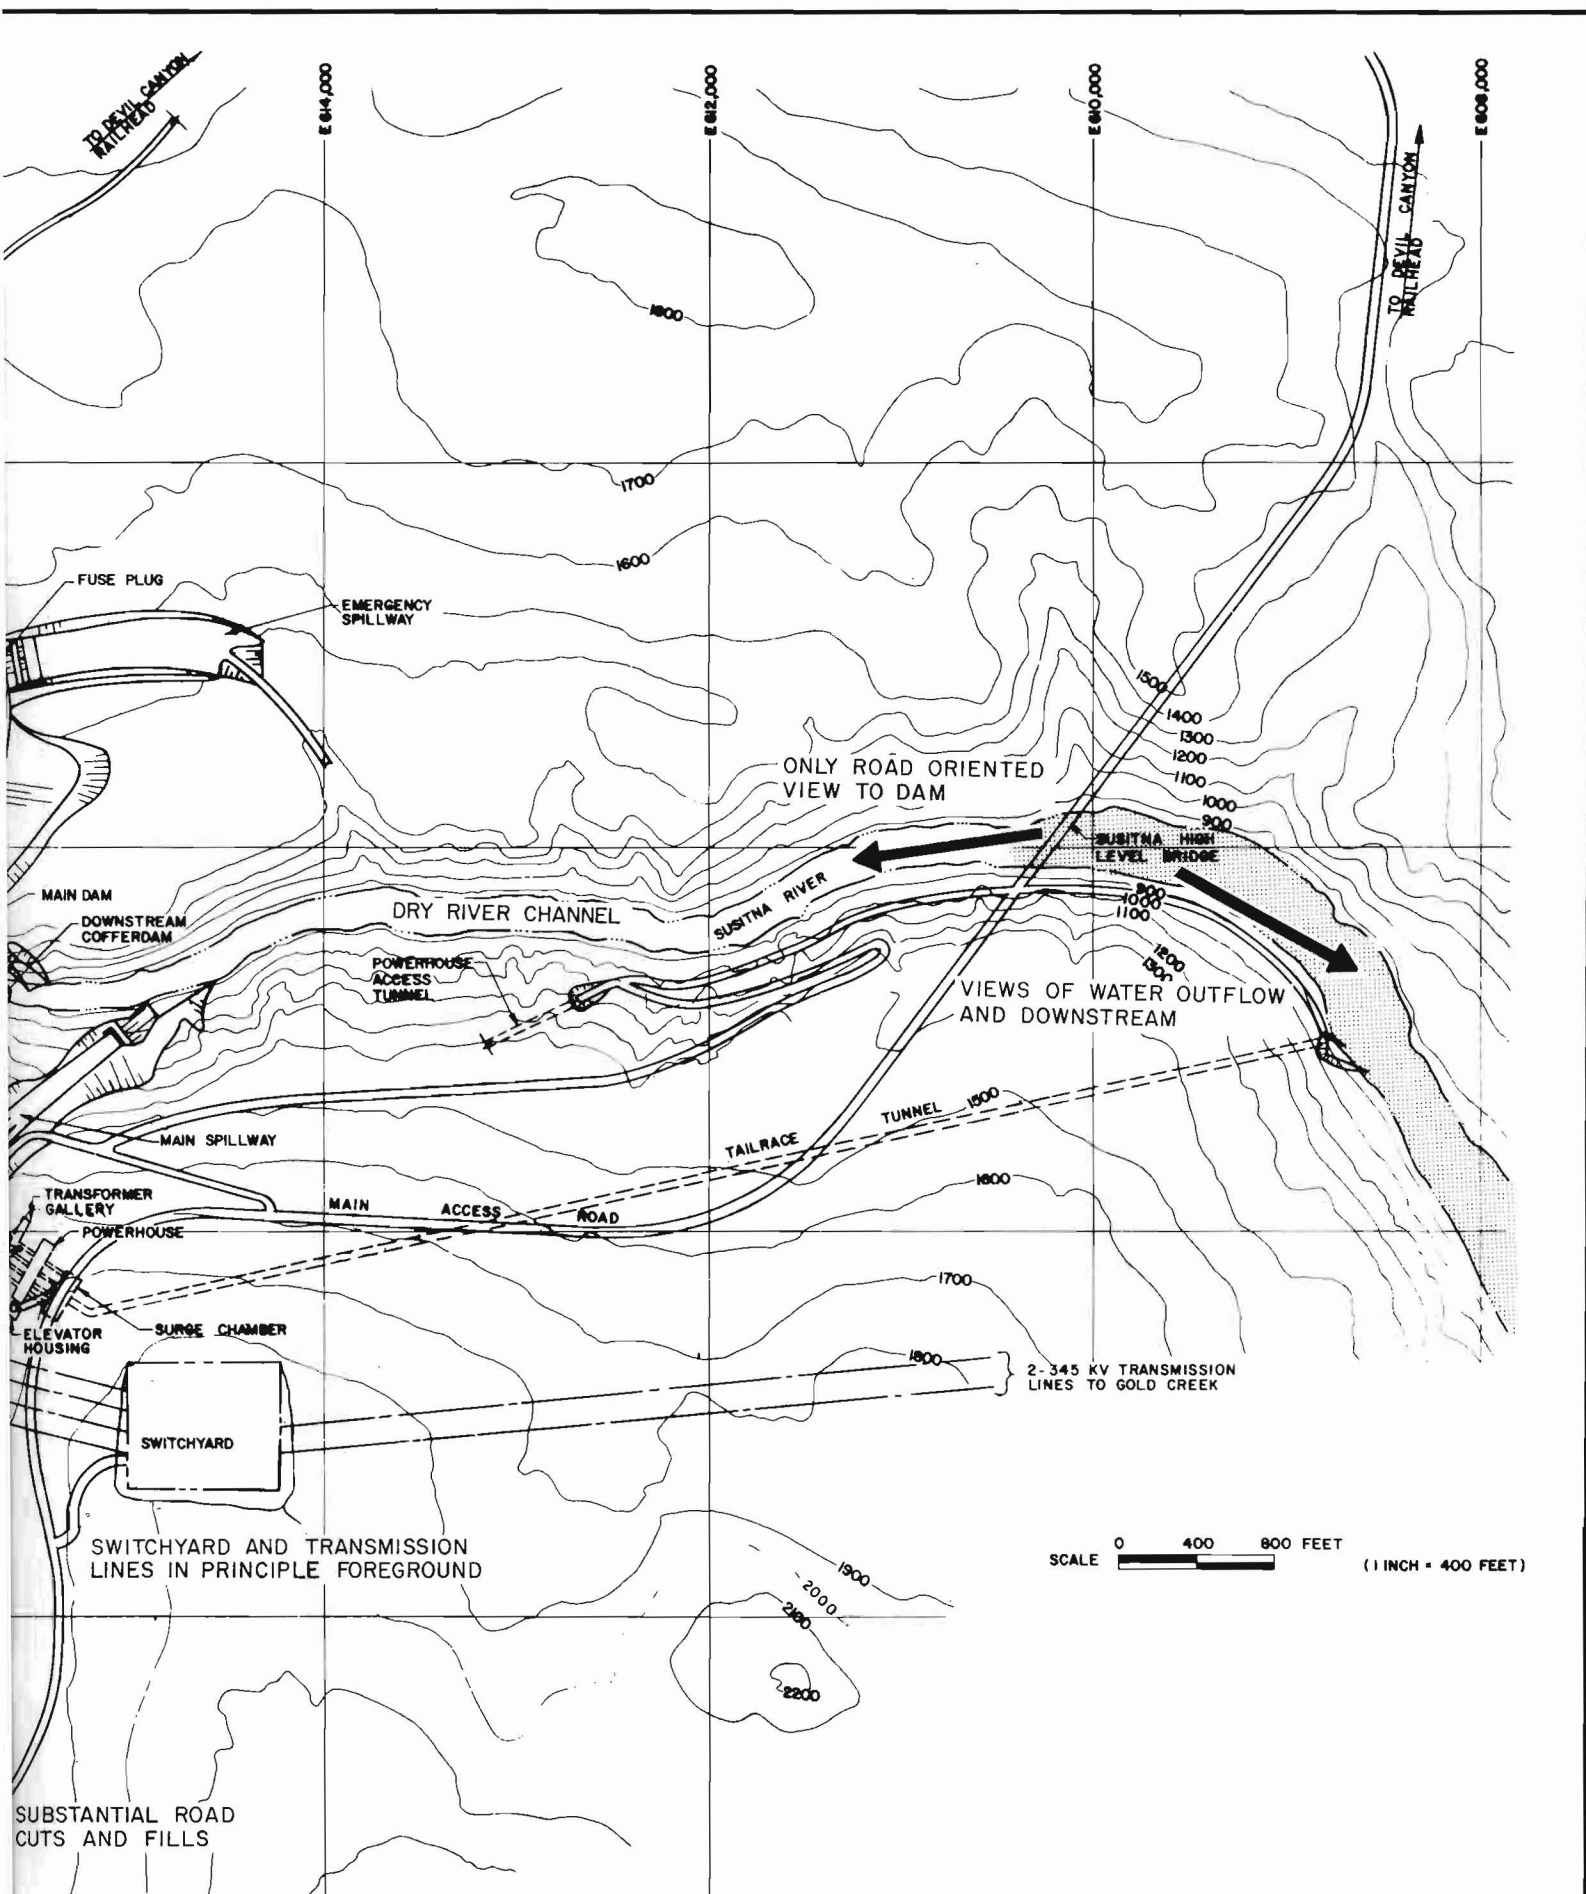 TO DEVIL CANYON
RAILHEAD
E 614,000
E 612,000
E 610,000
E 608,000
TO DEVIL CANYON
RAILHEAD
1800
1700
1600
FUSE PLUG
EMERGENCY
SPILLWAY
1500
1400
1300
1200
1100
1000
900
ONLY ROAD ORIENTED
VIEW TO DAM
SUSITNA HIGH
LEVEL BRIDGE
MAIN DAM
DOWNSTREAM
COFFERDAM
DRY RIVER CHANNEL
SUSITNA RIVER
900
1000
1100
1200
1300
POWERHOUSE
ACCESS
TUNNEL
VIEWS OF WATER OUTFLOW
AND DOWNSTREAM
1500
TAILRACE TUNNEL
MAIN SPILLWAY
1600
TRANSFORMER
GALLERY
MAIN ACCESS ROAD
POWERHOUSE
1700
ELEVATOR
HOUSING
SURGE CHAMBER
1800
2-345 KV TRANSMISSION
LINES TO GOLD CREEK
SWITCHYARD
SWITCHYARD AND TRANSMISSION
LINES IN PRINCIPLE FOREGROUND
0 400 800 FEET
SCALE
(1 INCH = 400 FEET)
1900
2000
2100
2200
SUBSTANTIAL ROAD
CUTS AND FILLS